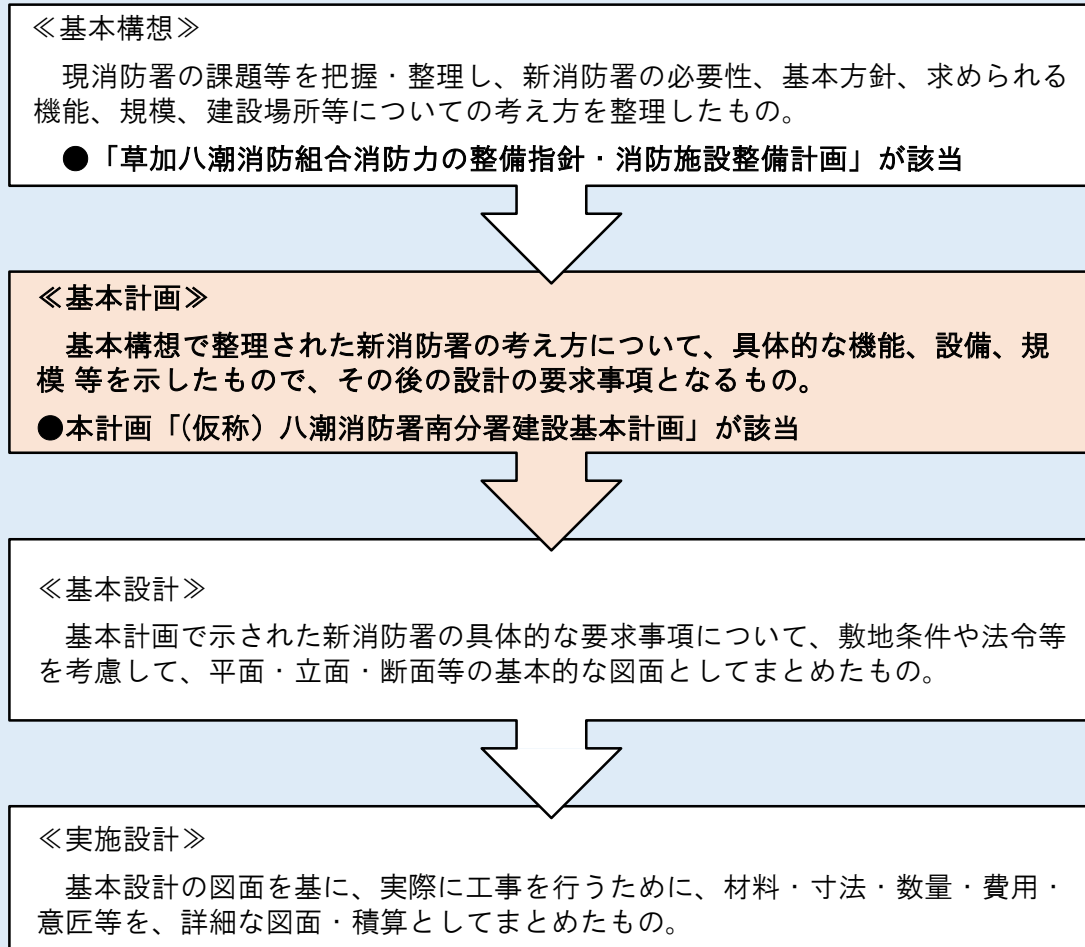 ≪基本構想≫
現消防署の課題等を把握・整理し、新消防署の必要性、基本方針、求められる
機能、規模、建設場所等についての考え方を整理したもの。
●「草加八潮消防組合消防力の整備指針・消防施設整備計画」が該当
≪基本計画≫
基本構想で整理された新消防署の考え方について、具体的な機能、設備、規
模 等を示したもので、その後の設計の要求事項となるもの。
●本計画「(仮称）八潮消防署南分署建設基本計画」が該当
≪基本設計≫
基本計画で示された新消防署の具体的な要求事項について、敷地条件や法令等
を考慮して、平面・立面・断面等の基本的な図面としてまとめたもの。
≪実施設計≫
基本設計の図面を基に、実際に工事を行うために、材料・寸法・数量・費用・
意匠等を、詳細な図面・積算としてまとめたもの。